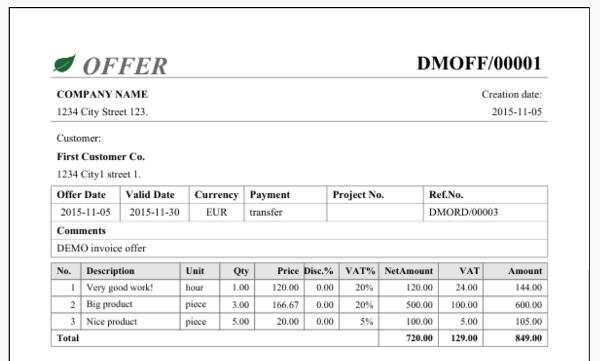 OFFER DMOFF/00001
COMPANY NAME Creation date:
1234 City Street 123. 2015-11-05
Customer:
First Customer Co.
1234 City1 street 1.
Offer Date Valid Date Currency Payment Project No. Ref.No.
2015-11-05 2015-11-30 EUR transfer DMORD/00003
Comments
DEMO invoice offer
No. Description Unit Qty Price Disc.% VAT% NetAmount VAT Amount
1 Very good work! hour 1.00 120.00 0.00 20% 120.00 24.00 144.00
2 Big product piece 3.00 166.67 0.00 20% 500.00 100.00 600.00
3 Nice product piece 5.00 20.00 0.00 5% 100.00 5.00 105.00
Total 720.00 129.00 849.00